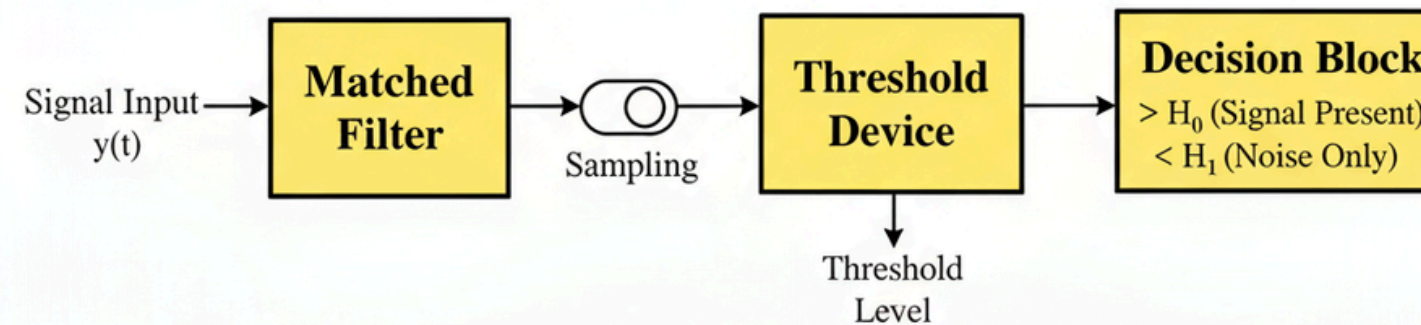 Signal Input
y(t)
Matched
Filter
Sampling
Threshold
Device
Threshold
Level
Decision Block
> H₀ (Signal Present)
< H₁ (Noise Only)